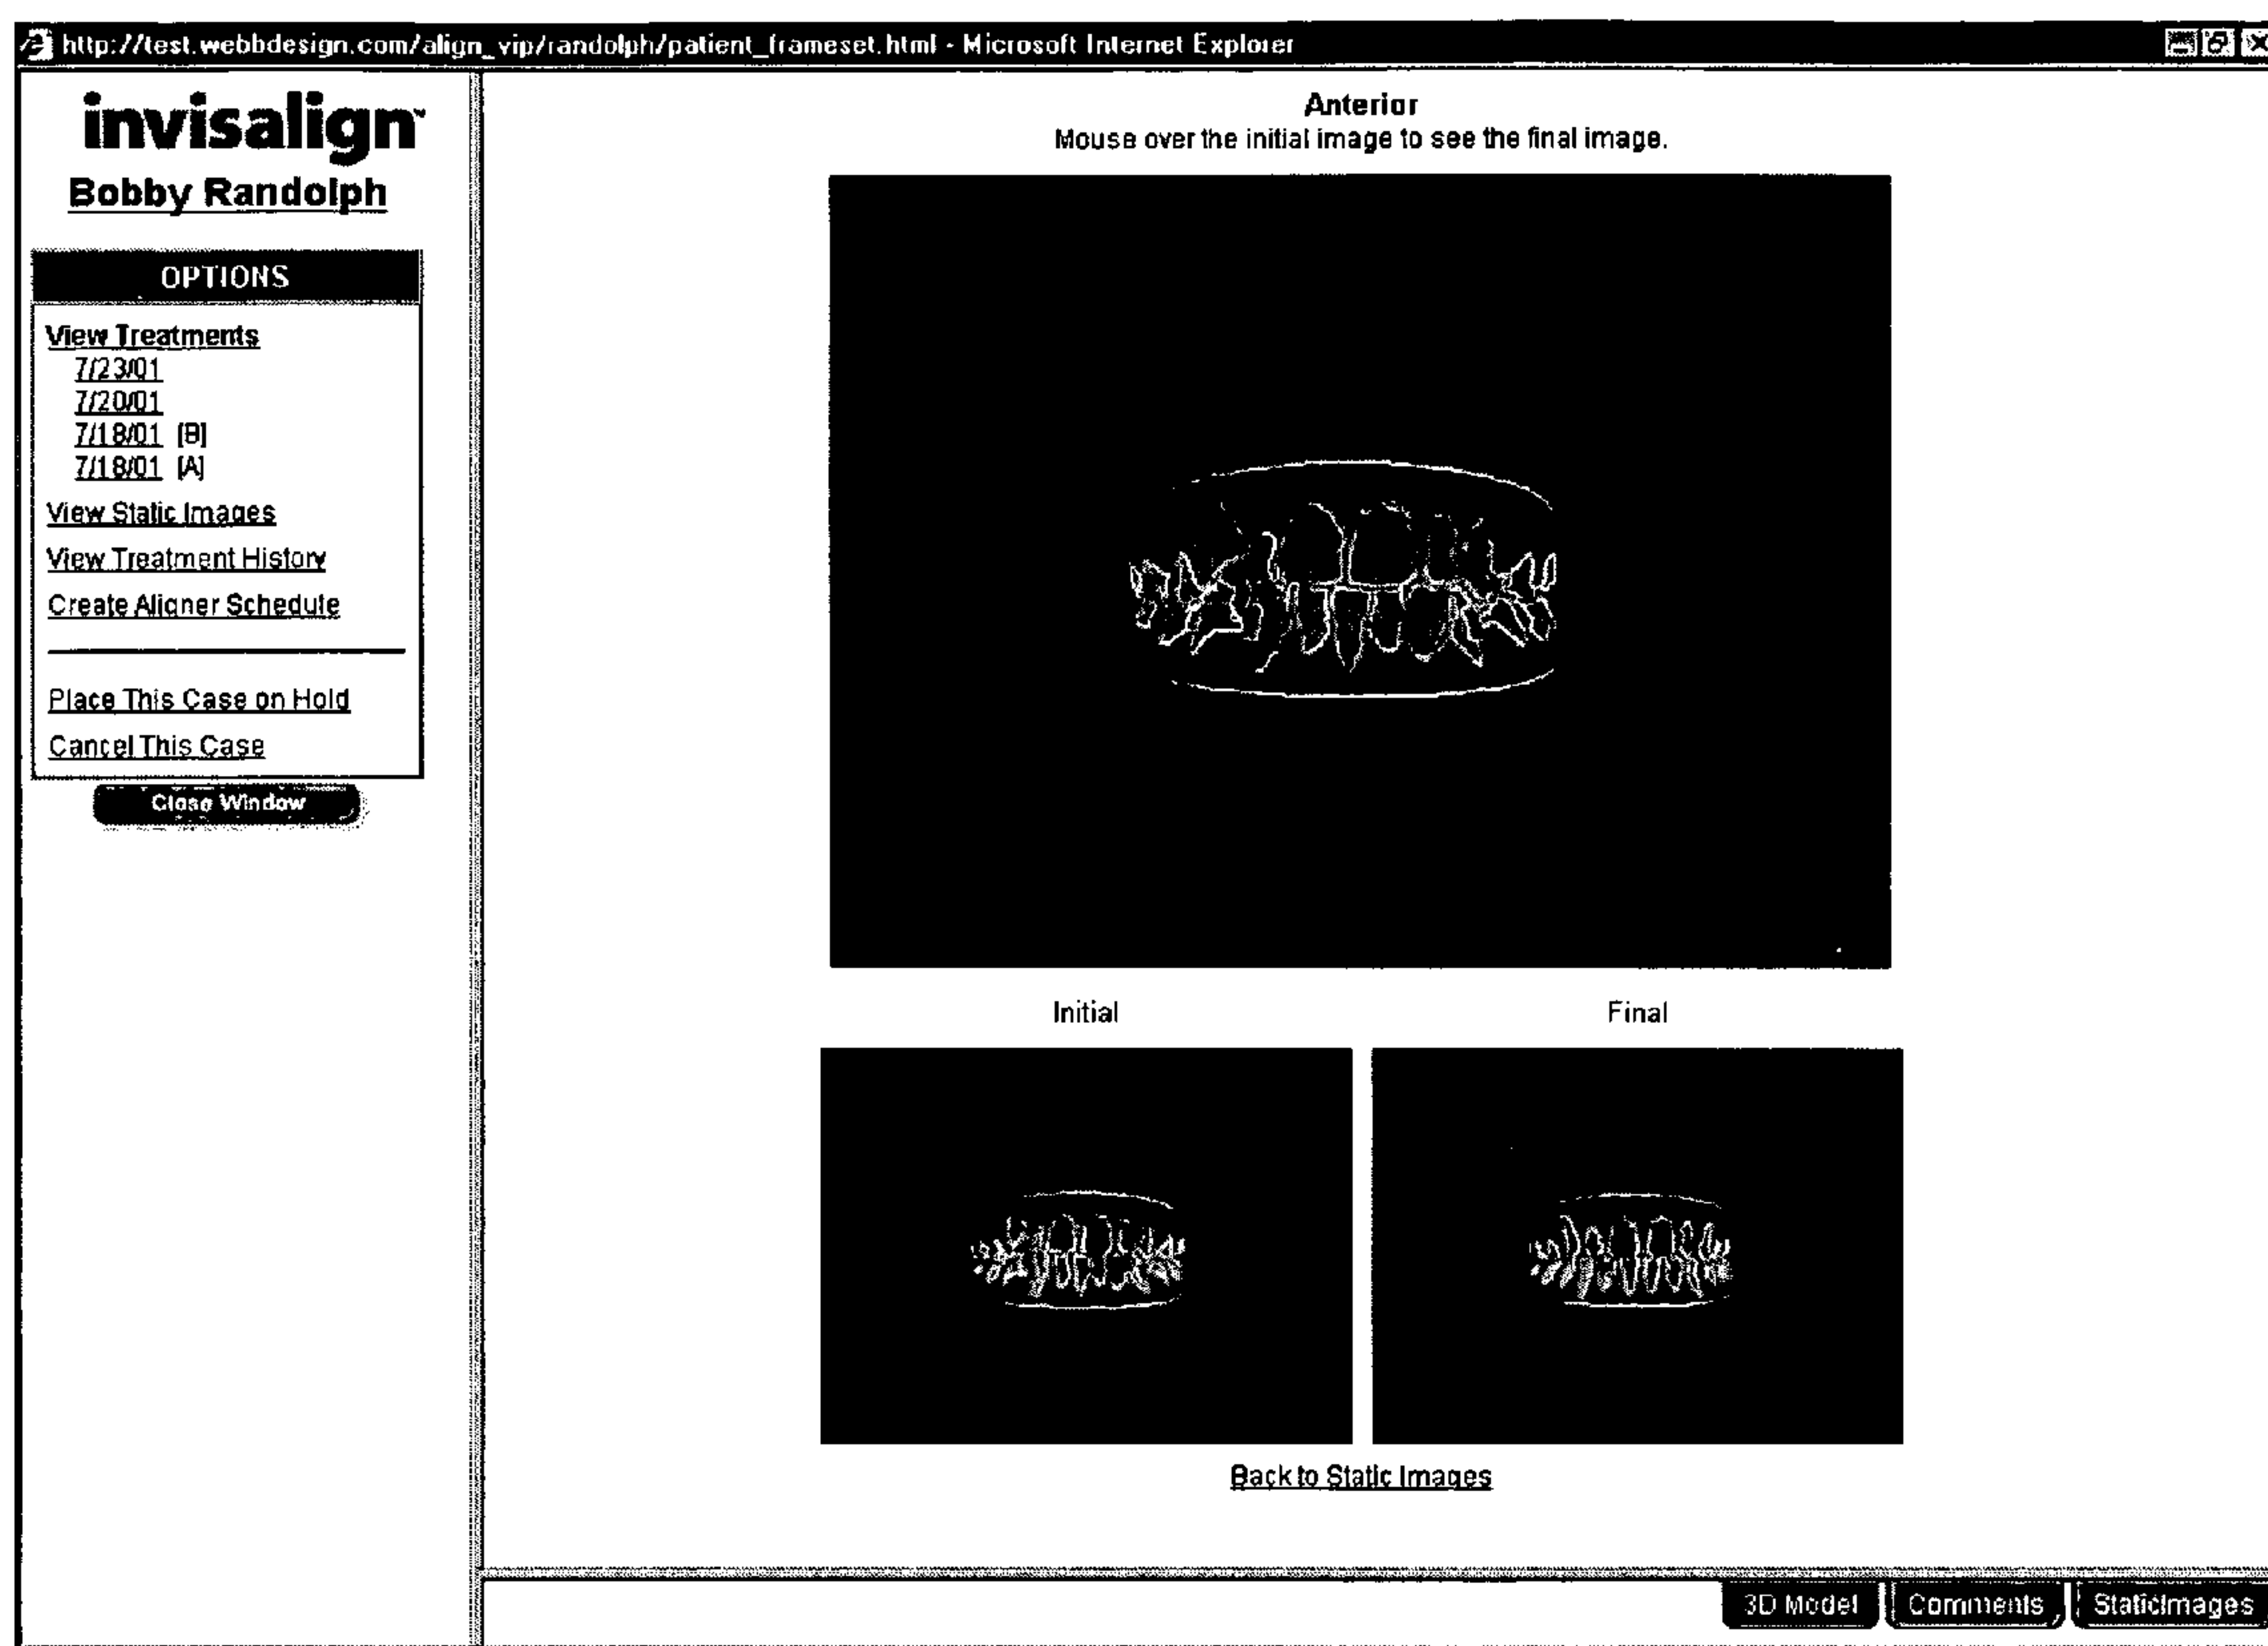 http://test.webbdesign.com/align_vip/randolph/patient_frameset.html - Microsoft Internet Explorer
invisalign™
Bobby Randolph
OPTIONS
View Treatments
7/23/01
7/20/01
7/18/01 [B]
7/18/01 [A]
View Static Images
View Treatment History
Create Aligner Schedule
Place This Case on Hold
Cancel This Case
Close Window
Anterior
Mouse over the initial image to see the final image.
Initial Final
Back to Static Images
3D Model Comments StaticImages